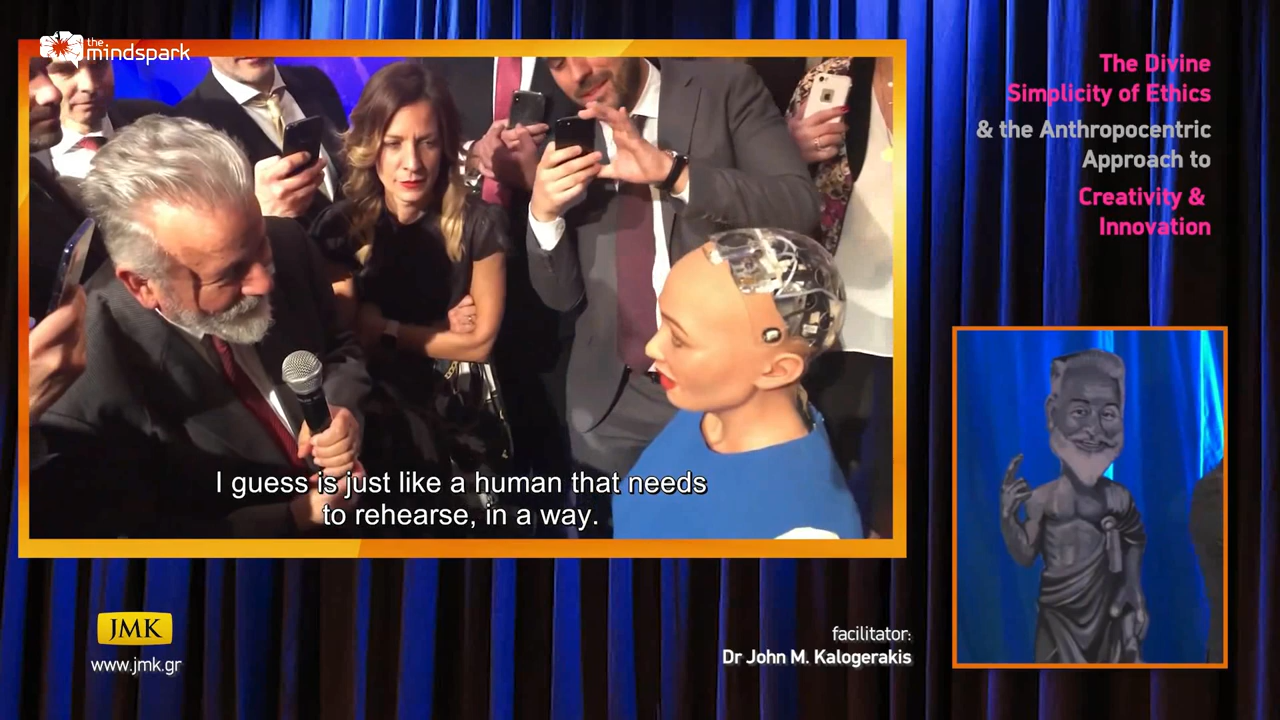 the
mindspark
The Divine
Simplicity of Ethics
& the Anthropocentric
Approach to
Creativity &
Innovation
I guess is just like a human that needs
to rehearse, in a way.
JMK
www.jmk.gr
facilitator:
Dr John M. Kalogerakis